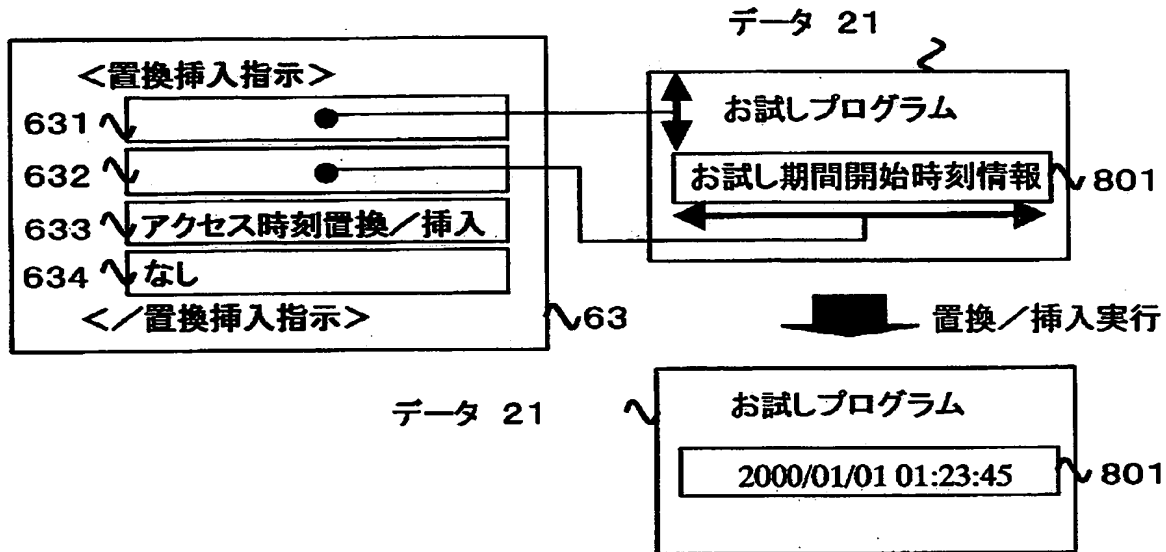 データ 21
<置換挿入指示>
631
632
633 アクセス時刻置換/挿入
634 なし
</置換挿入指示>
63
お試しプログラム
お試し期間開始時刻情報 801
置換/挿入実行
データ 21
お試しプログラム
2000/01/01 01:23:45 801